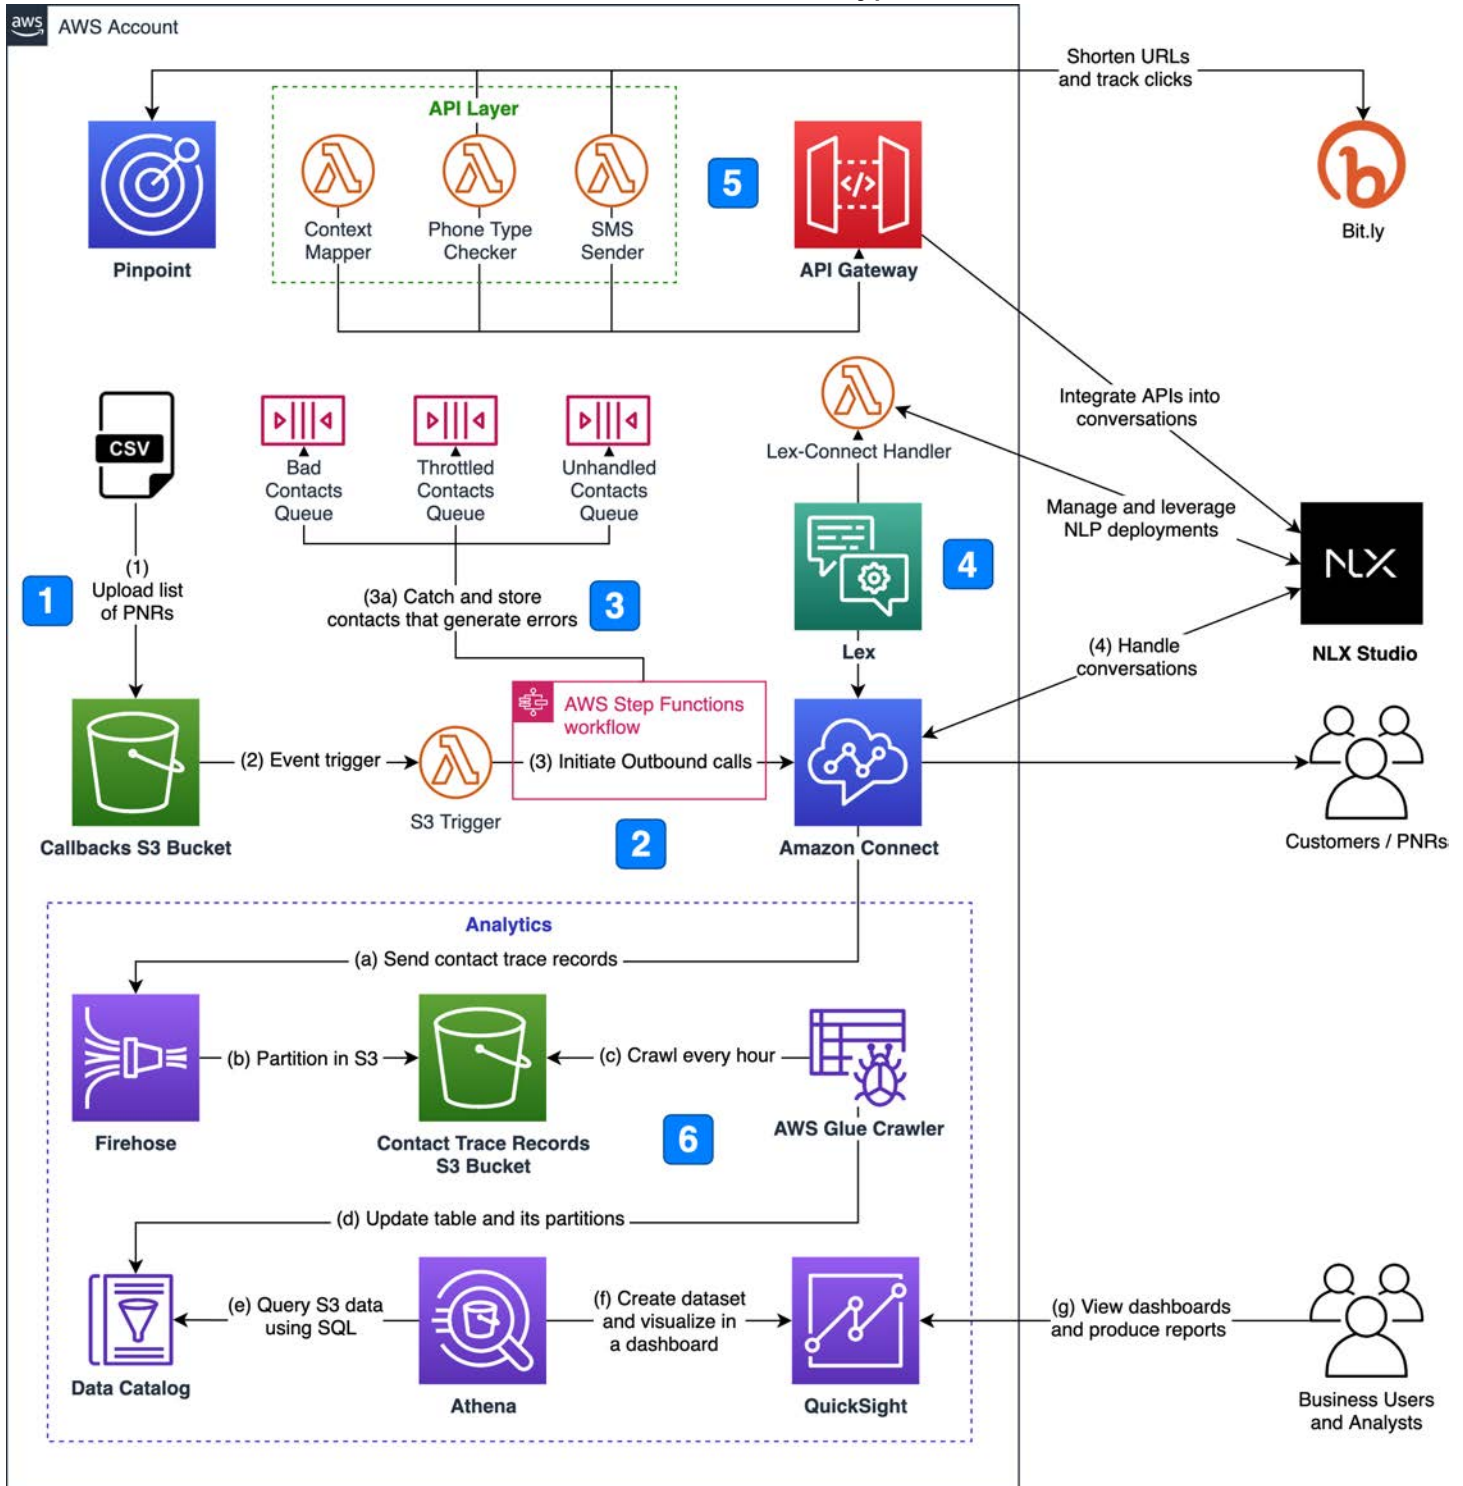 aws
AWS Account
Shorten URLs
and track clicks
API Layer
Context
Mapper
Phone Type
Checker
SMS
Sender
5
</>
Pinpoint
API Gateway
b
Bit.ly
CSV
Bad
Contacts
Queue
Throttled
Contacts
Queue
Unhandled
Contacts
Queue
Lex-Connect Handler
Integrate APIs into
conversations
Manage and leverage
NLP deployments
NLX
NLX Studio
1
(1)
Upload list
of PNRs
(3a) Catch and store
contacts that generate errors
3
4
Lex
(4) Handle
conversations
AWS Step Functions
workflow
(2) Event trigger
(3) Initiate Outbound calls
S3 Trigger
2
Callbacks S3 Bucket
Amazon Connect
Customers / PNRs
Analytics
(a) Send contact trace records
(b) Partition in S3
(c) Crawl every hour
Firehose
Contact Trace Records
S3 Bucket
6
AWS Glue Crawler
(d) Update table and its partitions
(e) Query S3 data
using SQL
(f) Create dataset
and visualize in
a dashboard
(g) View dashboards
and produce reports
Data Catalog
Athena
QuickSight
Business Users
and Analysts